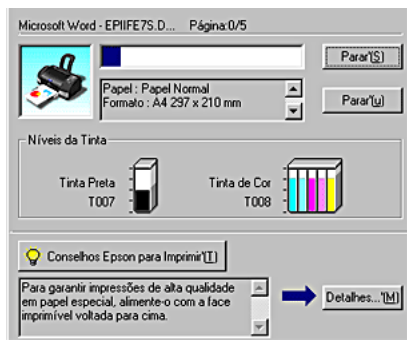 Microsoft Word - EPIIFE7S.D... Página:0/5
Parar'(S)
Papel : Papel Normal
Formato : A4 297 x 210 mm
Parar'(u)
Níveis da Tinta
Tinta Preta
T007
Tinta de Cor
T008
Conselhos Epson para Imprimir'(I)
Para garantir impressões de alta qualidade
em papel especial, alimente-o com a face
imprimível voltada para cima.
Detalhes...'(M)